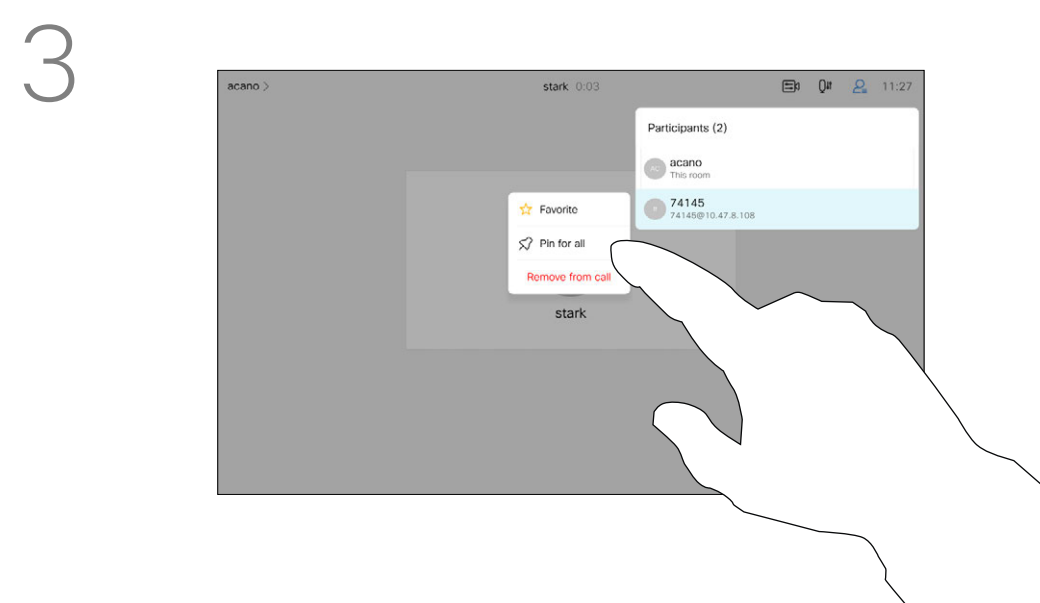 3
acano >
stark 0:03
11:27
Participants (2)
acano
This room
74145
74145@10.47.8.108
Favorite
Pin for all
Remove from call
stark